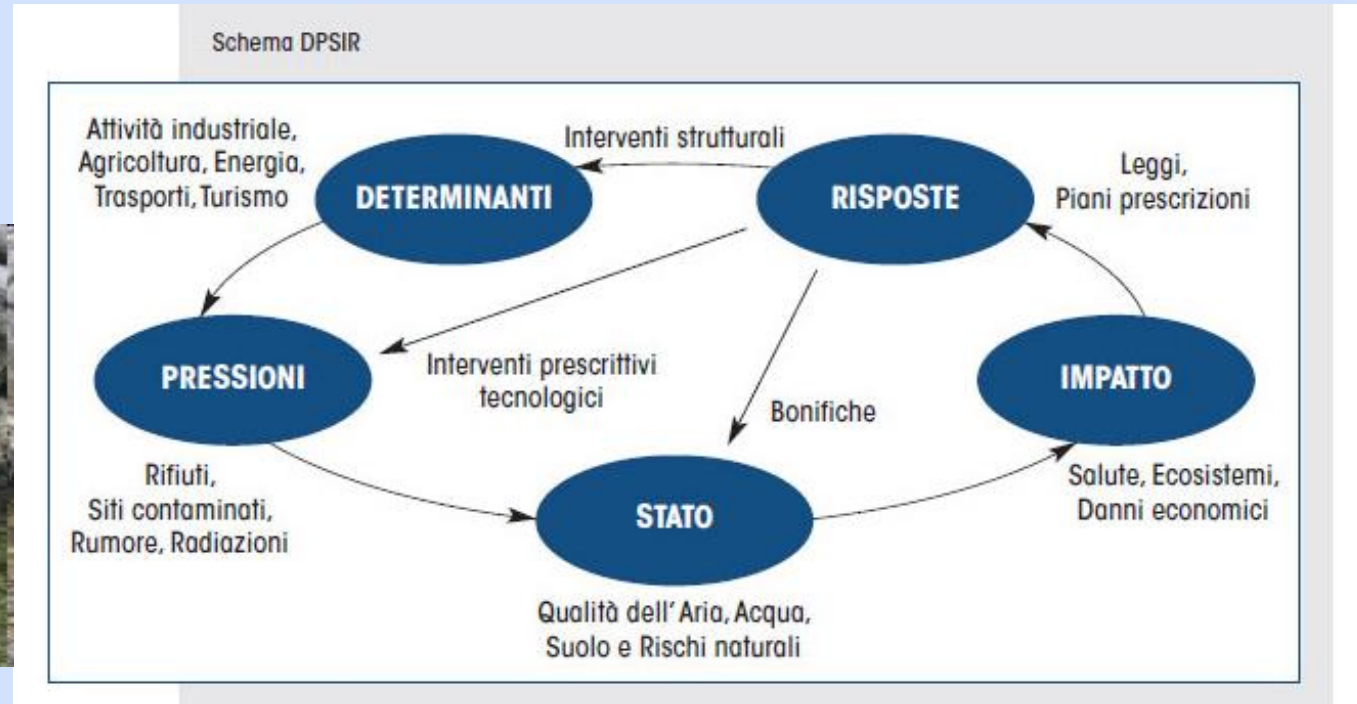 Schema DPSIR
Attività industriale,
Agricoltura, Energia,
Trasporti, Turismo
DETERMINANTI
Interventi strutturali
RISPOSTE
Leggi,
Piani prescrizioni
PRESSIONI
Interventi prescrittivi
tecnologici
Bonifiche
IMPATTO
Rifiuti,
Siti contaminati,
Rumore, Radiazioni
STATO
Salute, Ecosistemi,
Danni economici
Qualità dell'Aria, Acqua,
Suolo e Rischi naturali